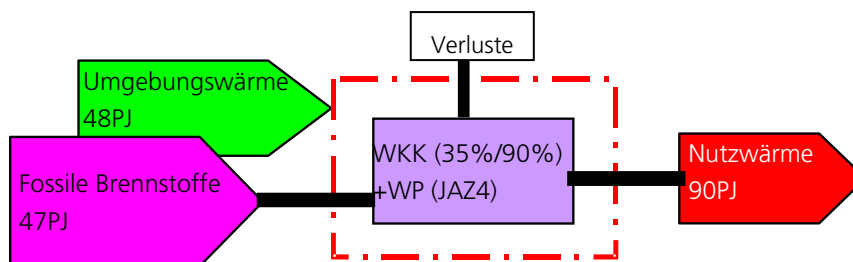 Verluste
Umgebungswärme
48PJ
Fossile Brennstoffe
47PJ
WKK (35%/90%)
+WP (JAZ4)
Nutzwärme
90PJ